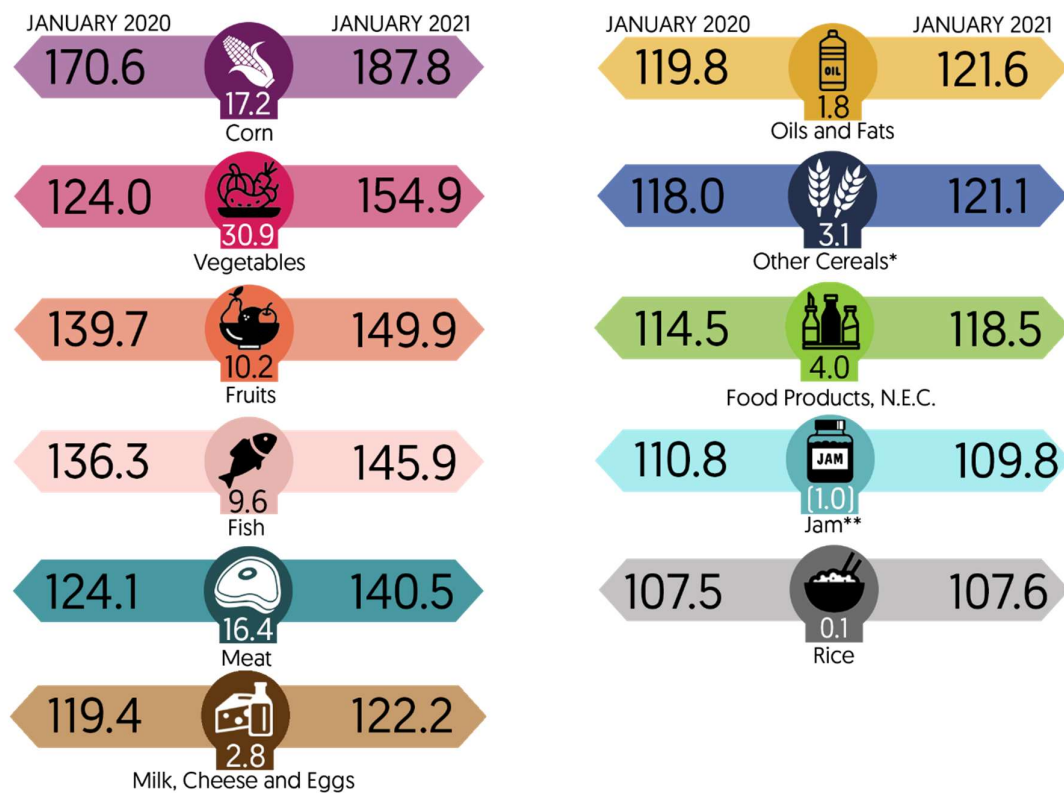 JANUARY 2020
JANUARY 2021
170.6
187.8
17.2
Corn
124.0
154.9
30.9
Vegetables
139.7
149.9
10.2
Fruits
136.3
145.9
9.6
Fish
124.1
140.5
16.4
Meat
119.4
122.2
2.8
Milk, Cheese and Eggs
JANUARY 2020
JANUARY 2021
119.8
OIL
121.6
1.8
Oils and Fats
118.0
121.1
3.1
Other Cereals*
114.5
118.5
4.0
Food Products, N.E.C.
110.8
JAM
109.8
(1.0)
Jam**
107.5
107.6
0.1
Rice